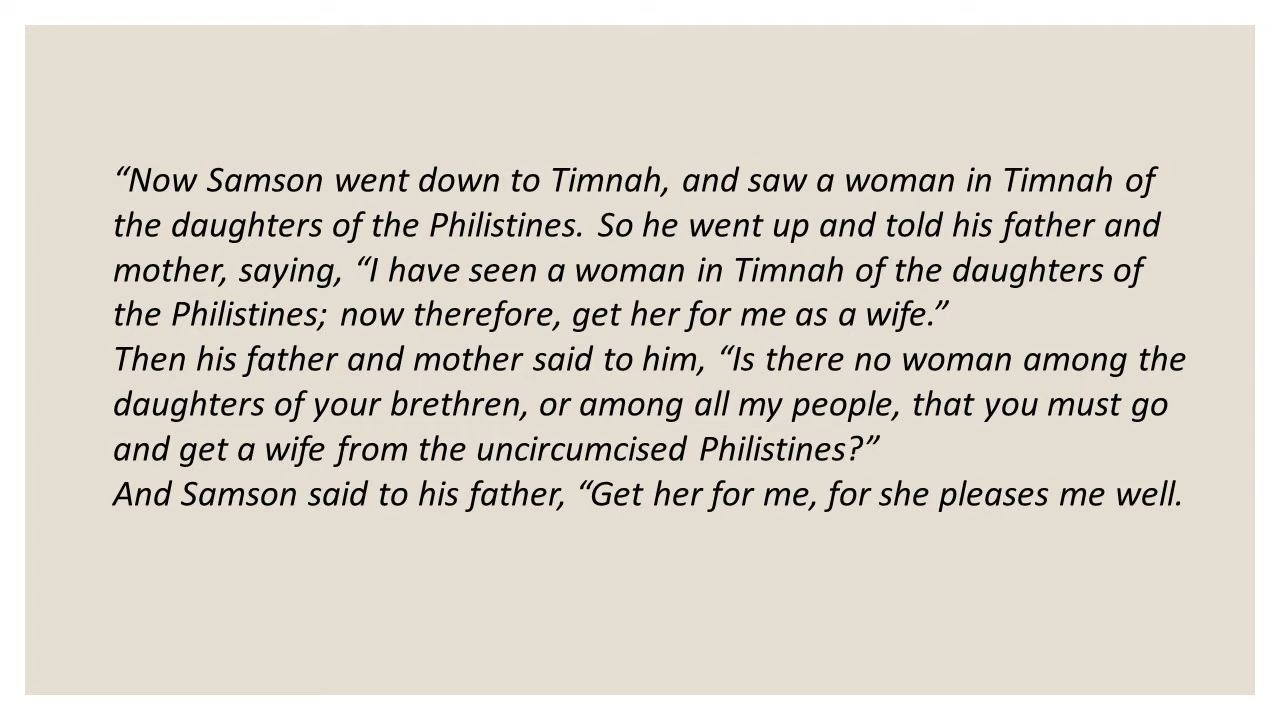 “Now Samson went down to Timnah, and saw a woman in Timnah of
the daughters of the Philistines. So he went up and told his father and
mother, saying, “I have seen a woman in Timnah of the daughters of
the Philistines; now therefore, get her for me as a wife.”
Then his father and mother said to him, “Is there no woman among the
daughters of your brethren, or among all my people, that you must go
and get a wife from the uncircumcised Philistines?”
And Samson said to his father, “Get her for me, for she pleases me well.